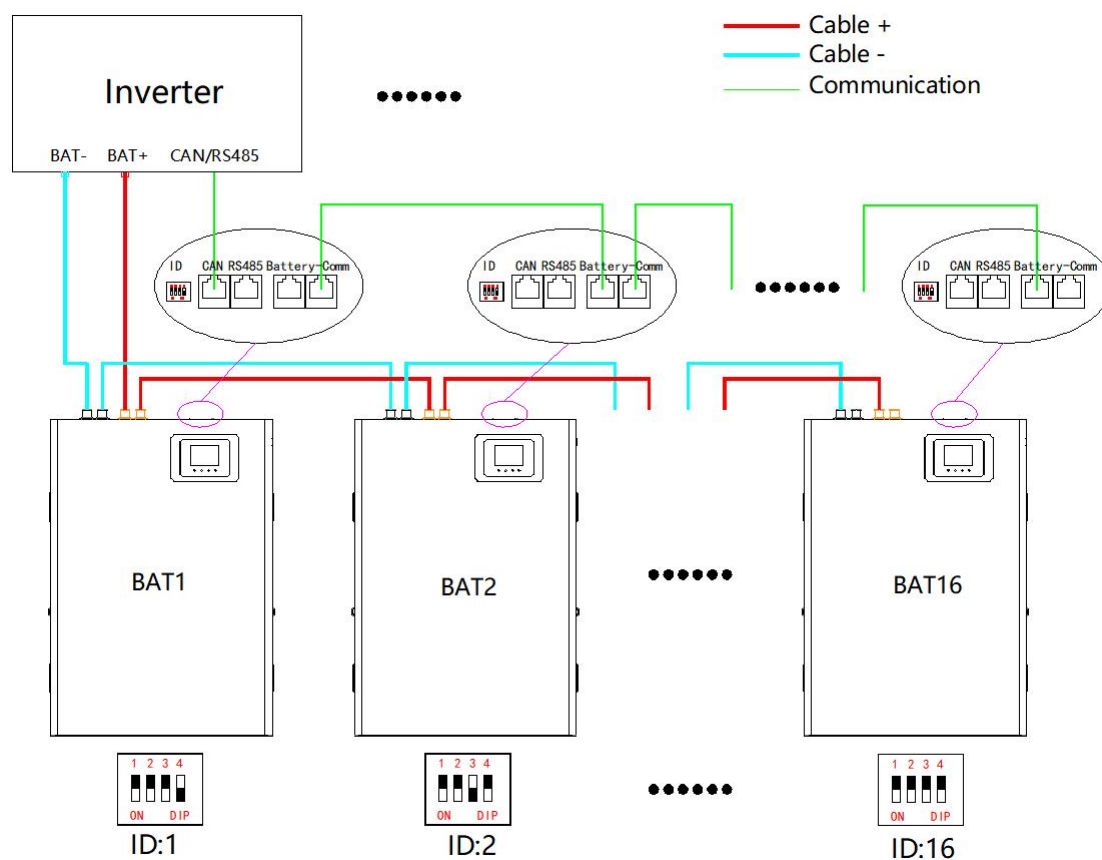 Cable +
Cable -
Communication
Inverter
BAT- BAT+ CAN/RS485
ID CAN RS485 Battery-Comm
ID CAN RS485 Battery-Comm
ID CAN RS485 Battery-Comm
BAT1
BAT2
BAT16
1 2 3 4
ON DIP
ID:1
1 2 3 4
ON DIP
ID:2
1 2 3 4
ON DIP
ID:16